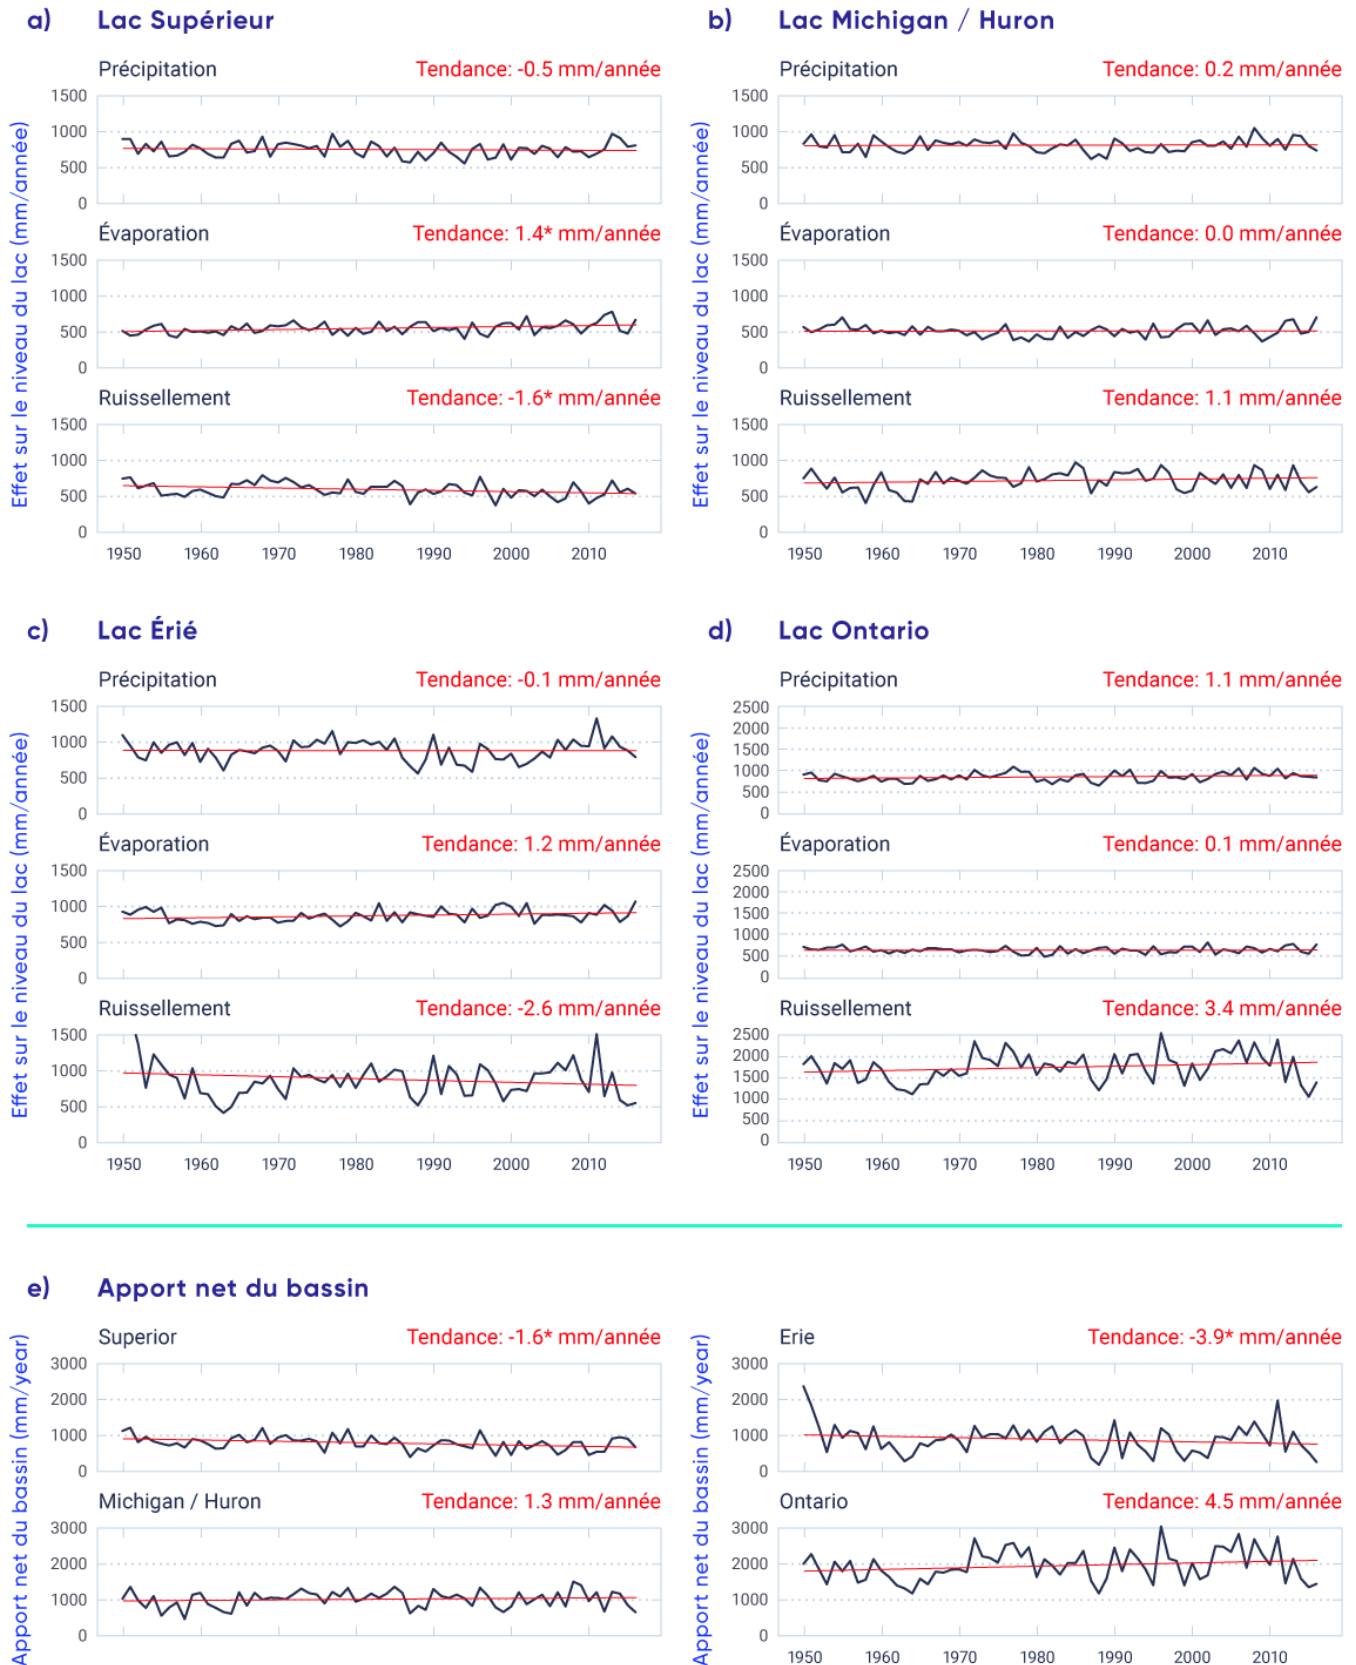 a) Lac Supérieur
Précipitation Tendance: -0.5 mm/année
1500
1000
500
0
Évaporation Tendance: 1.4* mm/année
1500
1000
500
0
Ruissellement Tendance: -1.6* mm/année
1500
1000
500
0
1950 1960 1970 1980 1990 2000 2010
Effet sur le niveau du lac (mm/année)
b) Lac Michigan / Huron
Précipitation Tendance: 0.2 mm/année
1500
1000
500
0
Évaporation Tendance: 0.0 mm/année
1500
1000
500
0
Ruissellement Tendance: 1.1 mm/année
1500
1000
500
0
1950 1960 1970 1980 1990 2000 2010
Effet sur le niveau du lac (mm/année)
c) Lac Érié
Précipitation Tendance: -0.1 mm/année
1500
1000
500
0
Évaporation Tendance: 1.2 mm/année
1500
1000
500
0
Ruissellement Tendance: -2.6 mm/année
1500
1000
500
0
1950 1960 1970 1980 1990 2000 2010
Effet sur le niveau du lac (mm/année)
d) Lac Ontario
Précipitation Tendance: 1.1 mm/année
2500
2000
1500
1000
500
0
Évaporation Tendance: 0.1 mm/année
2500
2000
1500
1000
500
0
Ruissellement Tendance: 3.4 mm/année
2500
2000
1500
1000
500
0
1950 1960 1970 1980 1990 2000 2010
Effet sur le niveau du lac (mm/année)
e) Apport net du bassin
Superior Tendance: -1.6* mm/année
3000
2000
1000
0
Michigan / Huron Tendance: 1.3 mm/année
3000
2000
1000
0
Apport net du bassin (mm/year)
Erie Tendance: -3.9* mm/année
3000
2000
1000
0
Ontario Tendance: 4.5 mm/année
3000
2000
1000
0
1950 1960 1970 1980 1990 2000 2010
Apport net du bassin (mm/year)